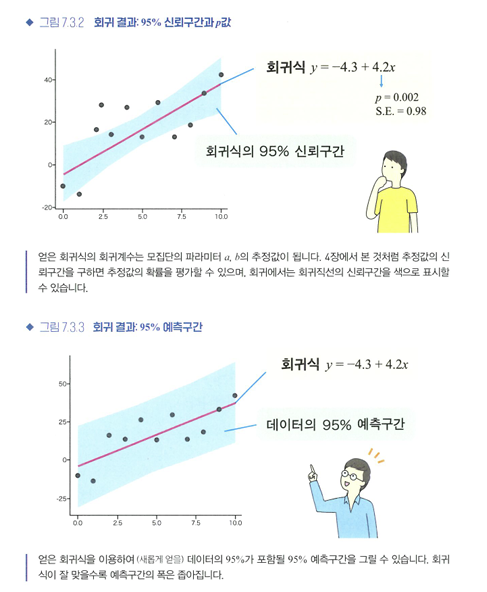 ◆ 그림 7.3.2 회귀 결과: 95% 신뢰구간과 p값
40
20
0
-20
0.0 2.5 5.0 7.5 10.0
회귀식 y = −4.3 + 4.2x
p = 0.002
S.E. = 0.98
회귀식의 95% 신뢰구간
얻은 회귀식의 회귀계수는 모집단의 파라미터 a, b의 추정값이 됩니다. 4장에서 본 것처럼 추정값의 신
뢰구간을 구하면 추정값의 확률을 평가할 수 있으며, 회귀에서는 회귀직선의 신뢰구간을 색으로 표시할
수 있습니다.
◆ 그림 7.3.3 회귀 결과: 95% 예측구간
50
25
0
-25
0.0 2.5 5.0 7.5 10.0
회귀식 y = −4.3 + 4.2x
데이터의 95% 예측구간
얻은 회귀식을 이용하여 (새롭게 얻을) 데이터의 95%가 포함될 95% 예측구간을 그릴 수 있습니다. 회귀
식이 잘 맞을수록 예측구간의 폭은 좁아집니다.